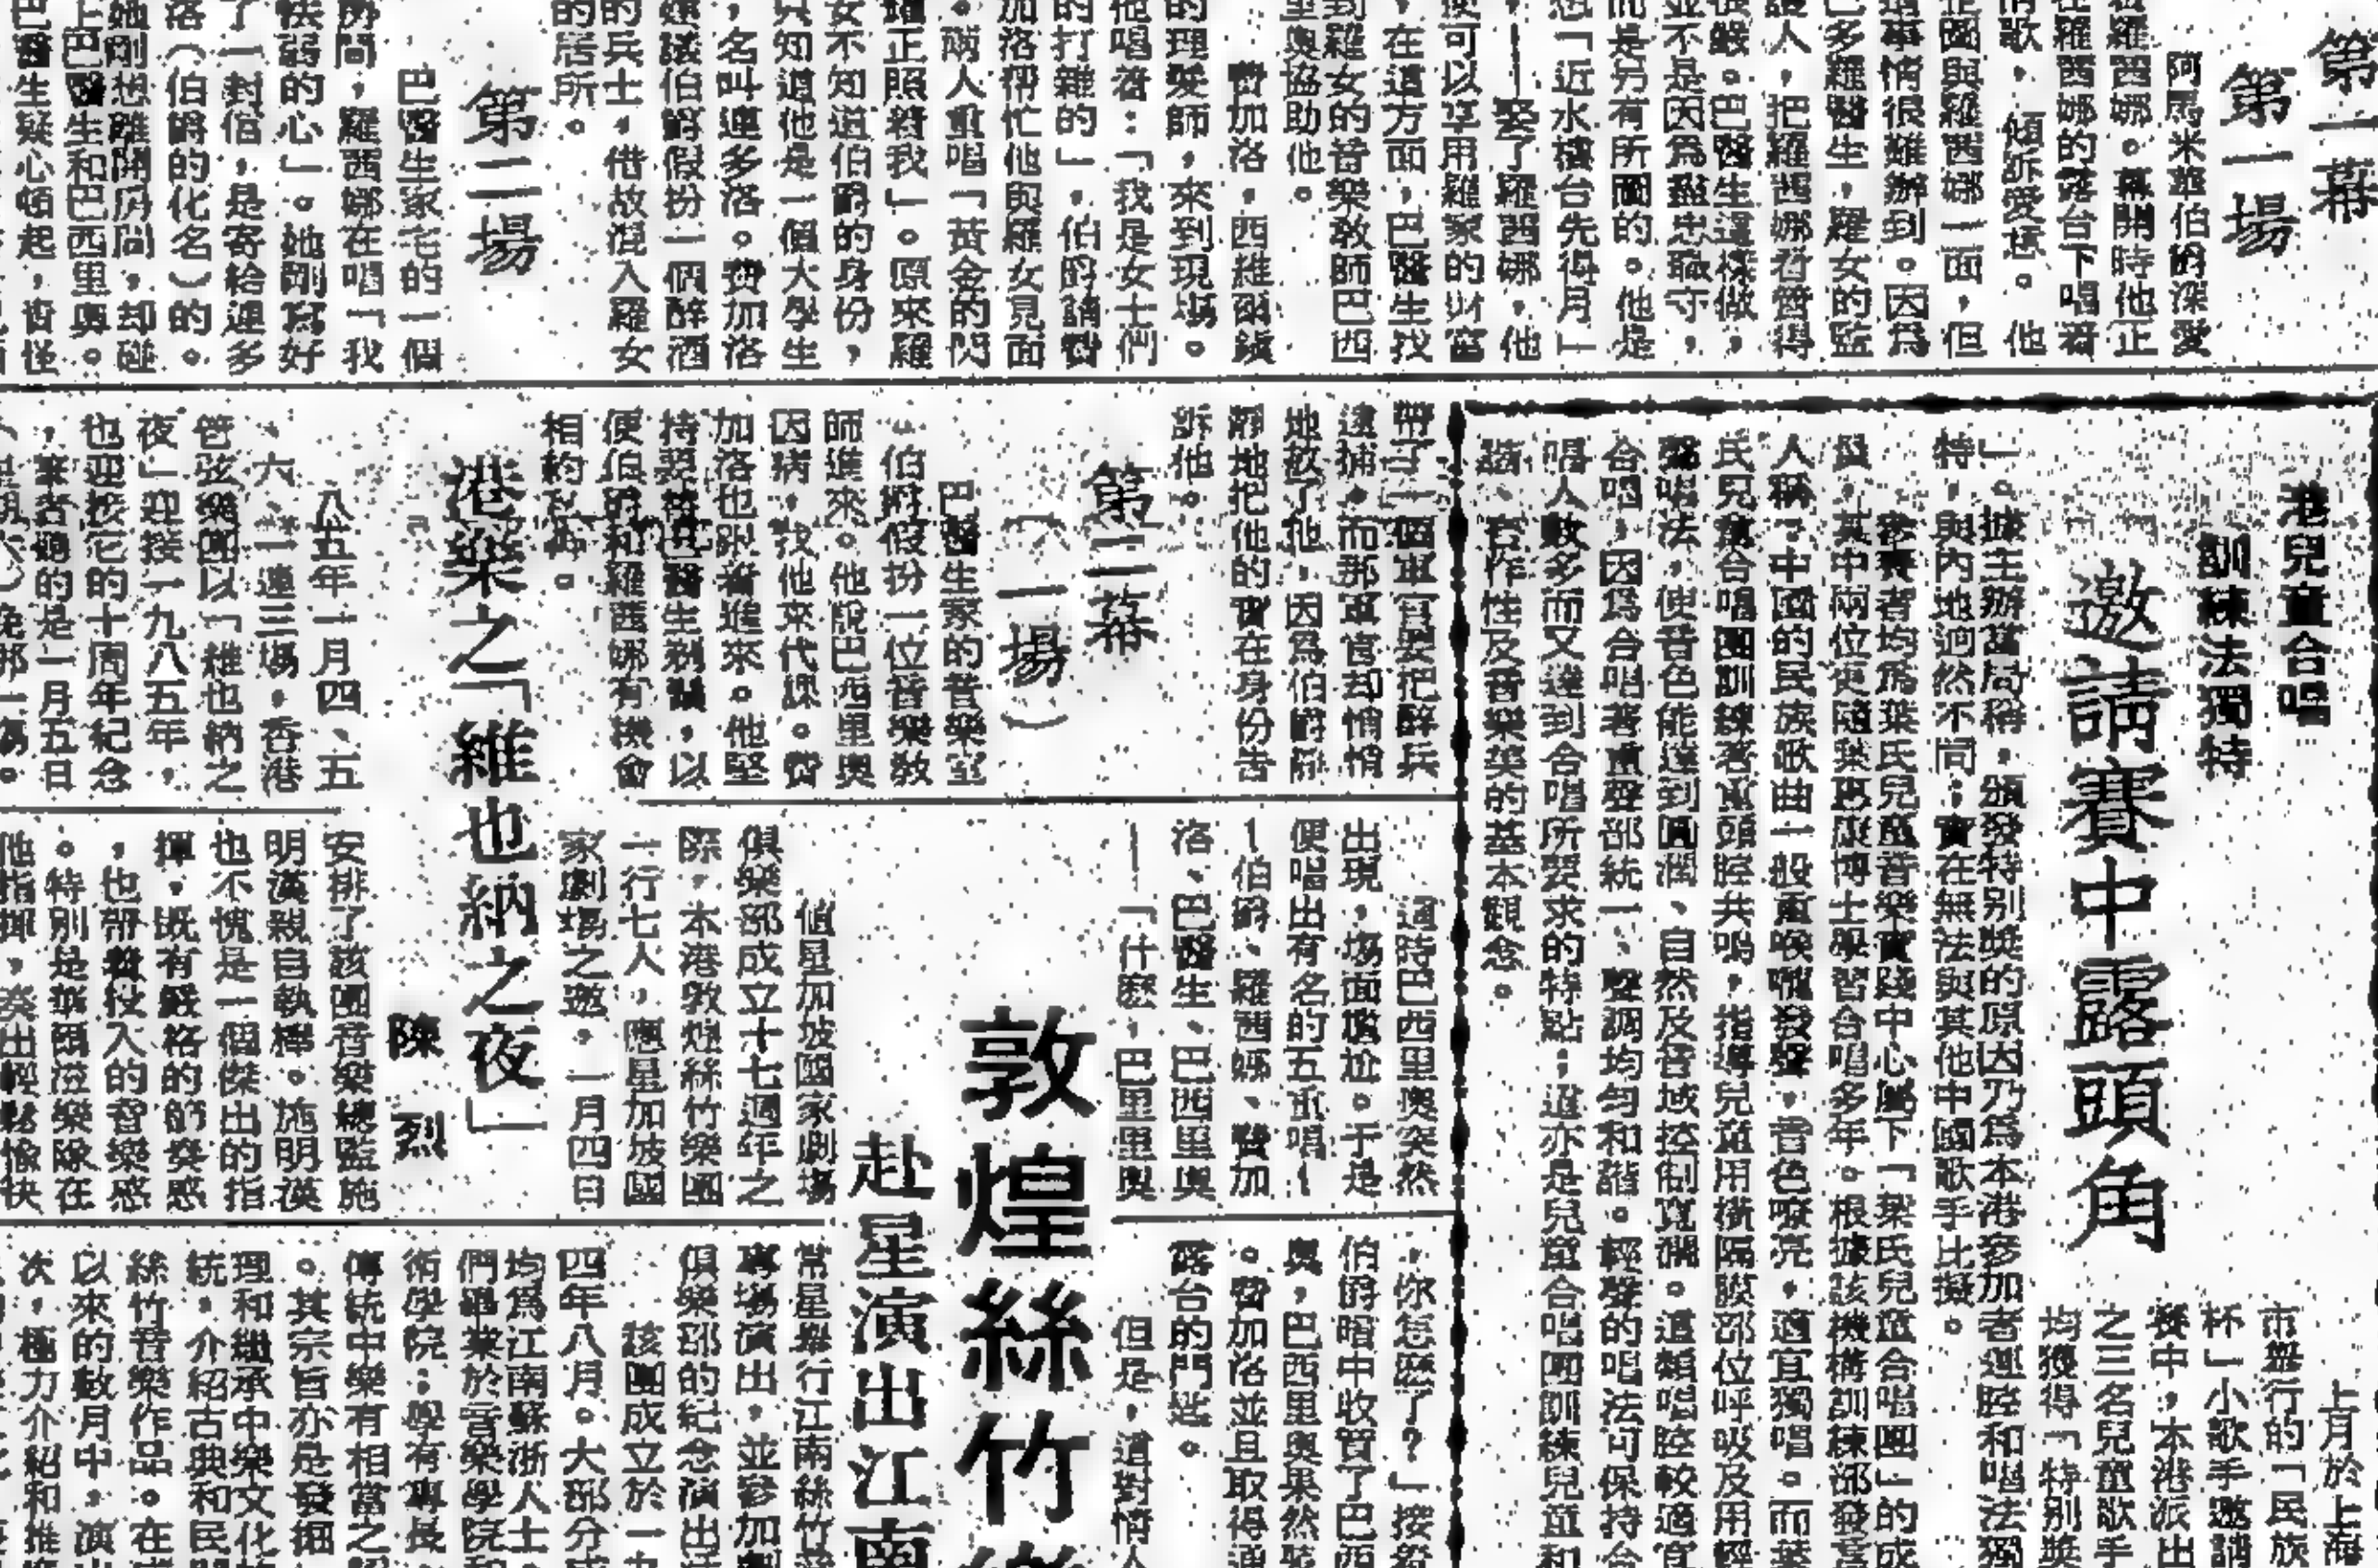 第一幕
第一場
阿馬米華伯爵深愛
羅西娜。幕開時他正
在羅西娜的露台下唱着
情歌，傾訴愛意。他
企圖與羅西娜一面，但
這事情很難辦到。因為
巴多羅醫生，羅女的監
護人，把羅西娜看管得
很嚴。巴醫生這樣做，
並不是因為盡忠職守，
而是另有所圖的。他是
想「近水樓台先得月」
——娶了羅西娜，他
便可以享用羅家的財富
，在這方面，巴醫生找
到羅女的音樂教師巴西
里奧協助他。
費加洛，西維爾鎮
的理髮師，來到現場。
他唱着：「我是女士們
的打雜的」，伯爵請費
加洛帮忙他與羅女見面
。兩人重唱「黃金的閃
耀正照着我」。原來羅
女不知道伯爵的身份，
只知道他是一個大學生
，名叫連多洛。費加洛
建議伯爵假扮一個醉酒
的兵士，借故混入羅女
的居所。
第二場
巴醫生家宅的一個
房間，羅西娜在唱「我
怯弱的心」。她剛寫好
了一封信，是寄給連多
洛（伯爵的化名）的。
她剛想離開房間，却碰
上巴醫生和巴西里奧。
巴醫生疑心頓起，責怪
港兒童合唱
訓練法獨特
邀請賽中露頭角
上月於上海
市舉行的「民族
杯」小歌手邀請
賽中，本港派出
之三名兒童歌手
均獲得「特別獎
」。據主辦當局稱，頒發特別獎的原因乃為本港參加者運腔和唱法獨
特，與內地迥然不同；實在無法與其他中國歌手比擬。
參賽者均為葉氏兒童音樂實踐中心屬下「葉氏兒童合唱團」的成
員，其中兩位更隨葉惠康博士學習合唱多年。根據該機構訓練部發言
人稱：中國的民族歌曲一般重喉嚨發聲，音色嘹亮，適宜獨唱。而葉
氏兒童合唱團訓練着重頭腔共鳴，指導兒童用橫隔膜部位呼吸及用輕
聲唱法，使音色能達到圓潤、自然及音域控制寬濶。這類唱腔較適宜
合唱，因為合唱著重聲部統一、聲調均勻和諧。輕聲的唱法可保持合
唱人數多而又達到合唱所要求的特點；這亦是兒童合唱團訓練兒童和
諧、合作性及音樂美的基本觀念。
帶了一個軍官要把醉兵
逮捕，而那軍官却悄悄
地放了他，因為伯爵靜
靜地把他的實在身份告
訴他。
第三幕
（一場）
巴醫生家的音樂室
。伯爵假扮一位音樂教
師進來。他說巴西里奧
因病，找他來代課。費
加洛也跟着進來。他堅
持要替巴醫生剃鬚，以
便伯爵和羅茜娜有機會
相約私奔。
這時巴西里奧突然
出現，場面尷尬。于是
便唱出有名的五重唱（
伯爵、羅西娜、費加
洛、巴醫生、巴西里奧
——「什麽，巴里里奧
，你怎麽了？」接着
伯爵暗中收買了巴西
奧，巴西里奧果然裝
。費加洛並且取得通
露台的門匙。
但是，這對情人
港樂之「維也納之夜」
陳 烈
八五年一月四、五
、六、一連三場，香港
管弦樂團以「維也納之
夜」迎接一九八五年，
也迎接它的十周年紀念
，筆者聽的是一月五日
安排了該團音樂總監施
明漢親自執棒。施明漢
也不愧是一個傑出的指
揮，既有嚴格的節奏感
，也帶着投入的音樂感
。特別是華爾滋樂隊在
他指揮，奏出輕鬆愉快
敦煌絲竹樂
赴星演出江南
值星加坡國家劇場
俱樂部成立十七週年之
際，本港敦煌絲竹樂團
一行七人，應星加坡國
家劇場之邀，一月四日
常星舉行江南絲竹音
專場演出，並參加劇
俱樂部的紀念演出活
該團成立於一九
四年八月。大部分成
均為江南蘇浙人士。
們畢業於音樂學院和
術學院；學有專長，
傳統中樂有相當之認
。其宗旨亦是發掘
理和繼承中樂文化
統，介紹古典和民間
絲竹音樂作品。在成
以來的數月中，演出
次，極力介紹和推廣